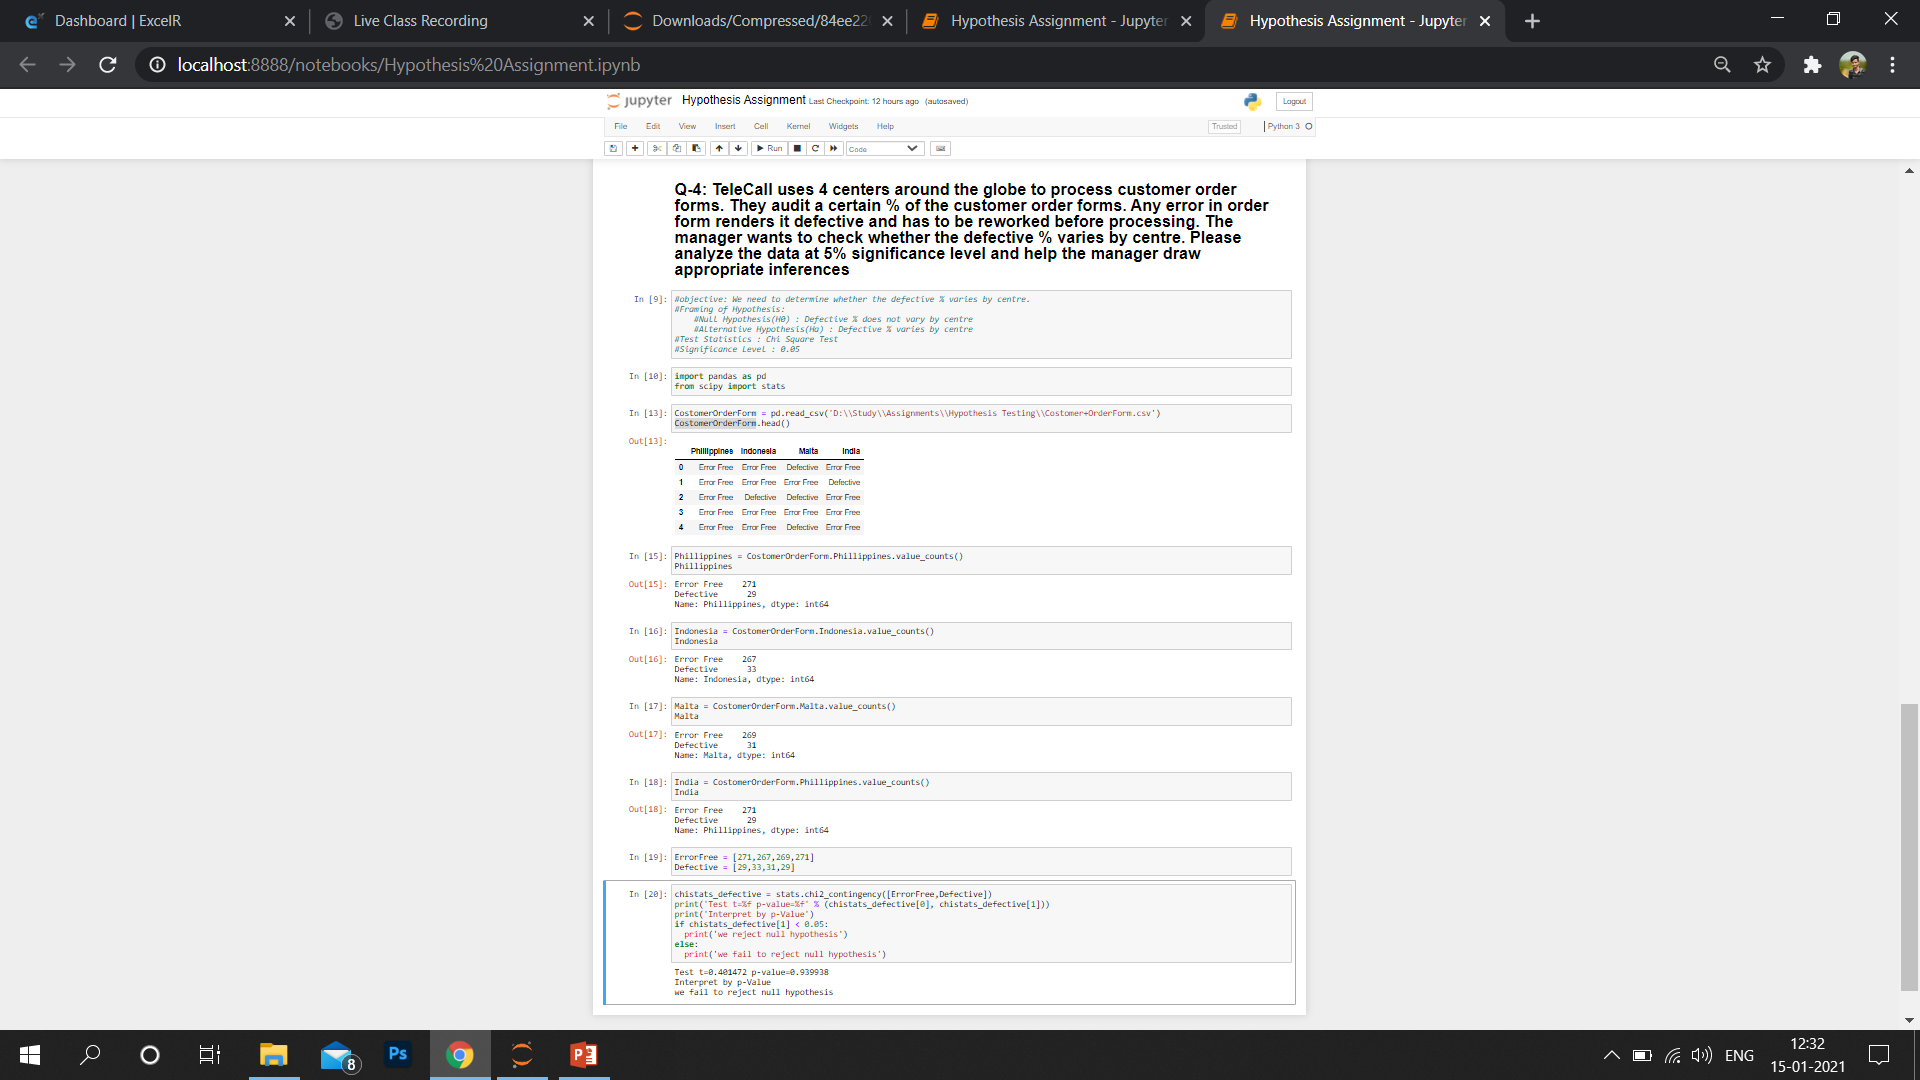 Dashboard | ExcelR
Live Class Recording
Downloads/Compressed/84ee22
Hypothesis Assignment - Jupyter
Hypothesis Assignment - Jupyter
localhost:8888/notebooks/Hypothesis%20Assignment.ipynb
jupyter Hypothesis Assignment Last Checkpoint: 12 hours ago (autosaved)
Logout
File Edit View Insert Cell Kernel Widgets Help
Trusted
Python 3
Run
Code
Q-4: TeleCall uses 4 centers around the globe to process customer order
forms. They audit a certain % of the customer order forms. Any error in order
form renders it defective and has to be reworked before processing. The
manager wants to check whether the defective % varies by centre. Please
analyze the data at 5% significance level and help the manager draw
appropriate inferences
In [9]: #objective: We need to determine whether the defective % varies by centre.
#Framing of Hypothesis:
#Null Hypothesis(H0) : Defective % does not vary by centre
#Alternative Hypothesis(Ha) : Defective % varies by centre
#Test Statistics : Chi Square Test
#Significance Level : 0.05
In [10]: import pandas as pd
from scipy import stats
In [13]: CostomerOrderForm = pd.read_csv('D:\\Study\\Assignments\\Hypothesis Testing\\Costomer+OrderForm.csv')
CostomerOrderForm.head()
Out[13]:
Phillippines Indonesia Malta India
0 Error Free Error Free Defective Error Free
1 Error Free Error Free Error Free Defective
2 Error Free Defective Defective Error Free
3 Error Free Error Free Error Free Error Free
4 Error Free Error Free Defective Error Free
In [15]: Phillippines = CostomerOrderForm.Phillippines.value_counts()
Phillippines
Out[15]: Error Free 271
Defective 29
Name: Phillippines, dtype: int64
In [16]: Indonesia = CostomerOrderForm.Indonesia.value_counts()
Indonesia
Out[16]: Error Free 267
Defective 33
Name: Indonesia, dtype: int64
In [17]: Malta = CostomerOrderForm.Malta.value_counts()
Malta
Out[17]: Error Free 269
Defective 31
Name: Malta, dtype: int64
In [18]: India = CostomerOrderForm.Phillippines.value_counts()
India
Out[18]: Error Free 271
Defective 29
Name: Phillippines, dtype: int64
In [19]: ErrorFree = [271,267,269,271]
Defective = [29,33,31,29]
In [20]: chistats_defective = stats.chi2_contingency([ErrorFree,Defective])
print('Test t=%f p-value=%f' % (chistats_defective[0], chistats_defective[1]))
print('Interpret by p-Value')
if chistats_defective[1] < 0.05:
print('we reject null hypothesis')
else:
print('we fail to reject null hypothesis')
Test t=0.401472 p-value=0.939938
Interpret by p-Value
we fail to reject null hypothesis
8
Ps
ENG
12:32
15-01-2021